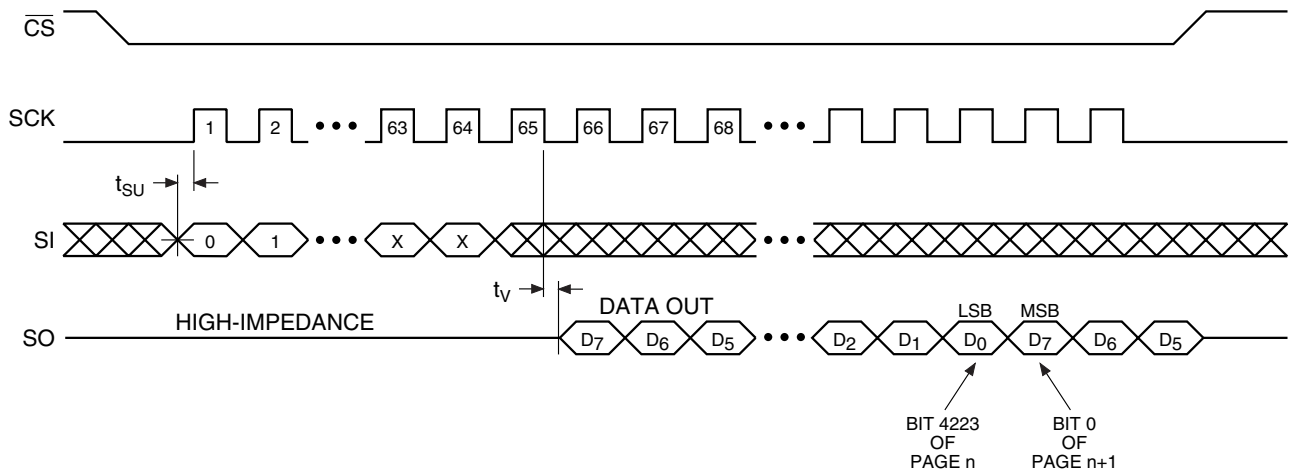 CS
SCK
1 2 • • • 63 64 65 66 67 68 • • •
tSU
SI
0 1 • • • X X • • •
tV
DATA OUT
HIGH-IMPEDANCE
LSB MSB
SO
D7 D6 D5 • • • D2 D1 D0 D7 D6 D5
BIT 4223
OF
PAGE n
BIT 0
OF
PAGE n+1